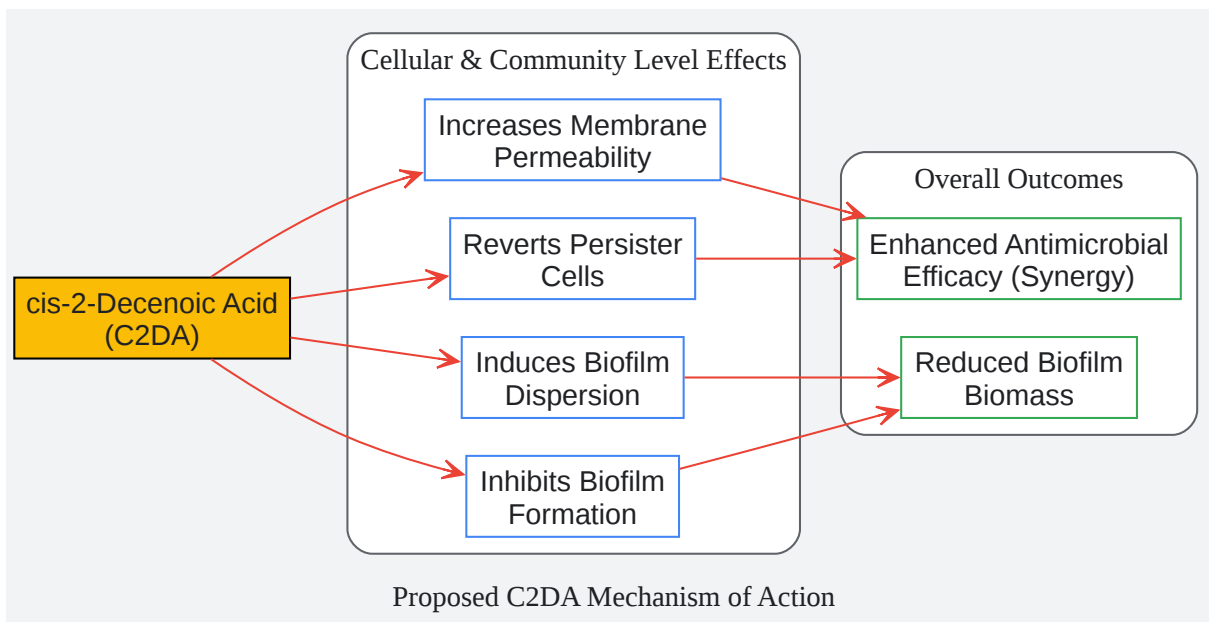 Cellular & Community Level Effects
Increases Membrane
Permeability
Reverts Persister
Cells
Induces Biofilm
Dispersion
Inhibits Biofilm
Formation
cis-2-Decenoic Acid
(C2DA)
Overall Outcomes
Enhanced Antimicrobial
Efficacy (Synergy)
Reduced Biofilm
Biomass
Proposed C2DA Mechanism of Action